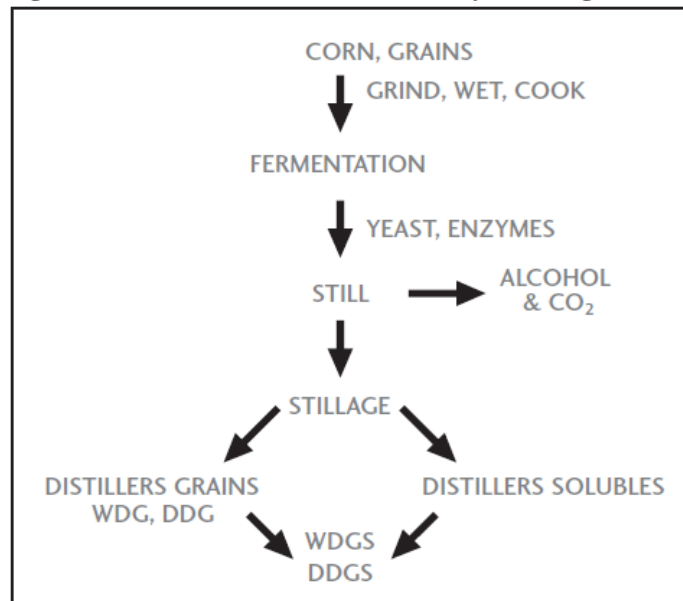 CORN, GRAINS
GRIND, WET, COOK
FERMENTATION
YEAST, ENZYMES
STILL
ALCOHOL
& CO₂
STILLAGE
DISTILLERS GRAINS
WDG, DDG
DISTILLERS SOLUBLES
WDGS
DDGS